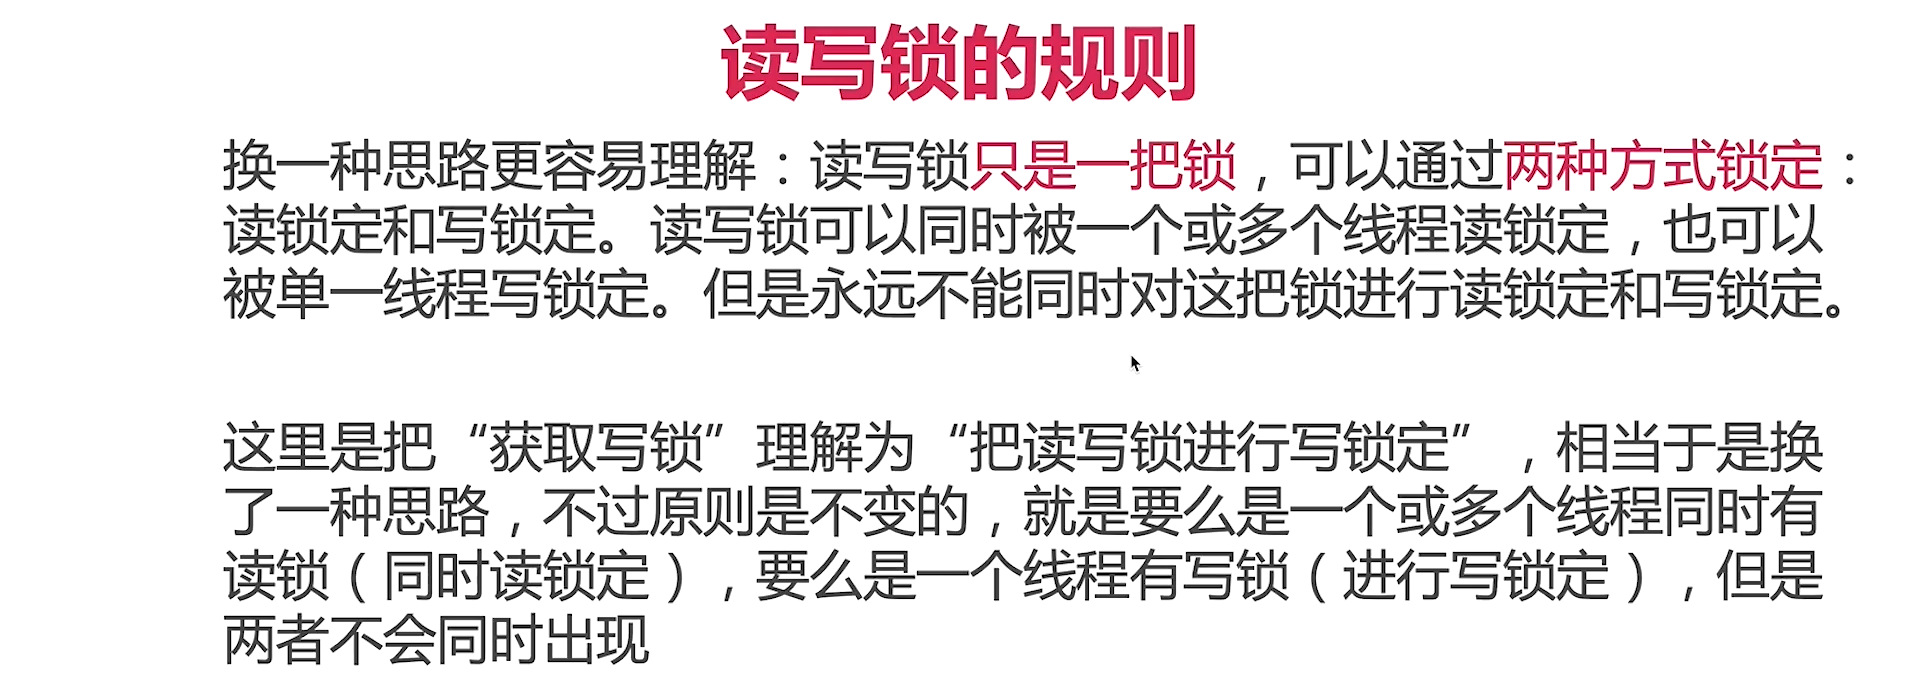 读写锁的规则
换一种思路更容易理解：读写锁只是一把锁，可以通过两种方式锁定：
读锁定和写锁定。读写锁可以同时被一个或多个线程读锁定，也可以
被单一线程写锁定。但是永远不能同时对这把锁进行读锁定和写锁定。
这里是把“获取写锁”理解为“把读写锁进行写锁定”，相当于是换
了一种思路，不过原则是不变的，就是要么是一个或多个线程同时有
读锁（同时读锁定），要么是一个线程有写锁（进行写锁定），但是
两者不会同时出现